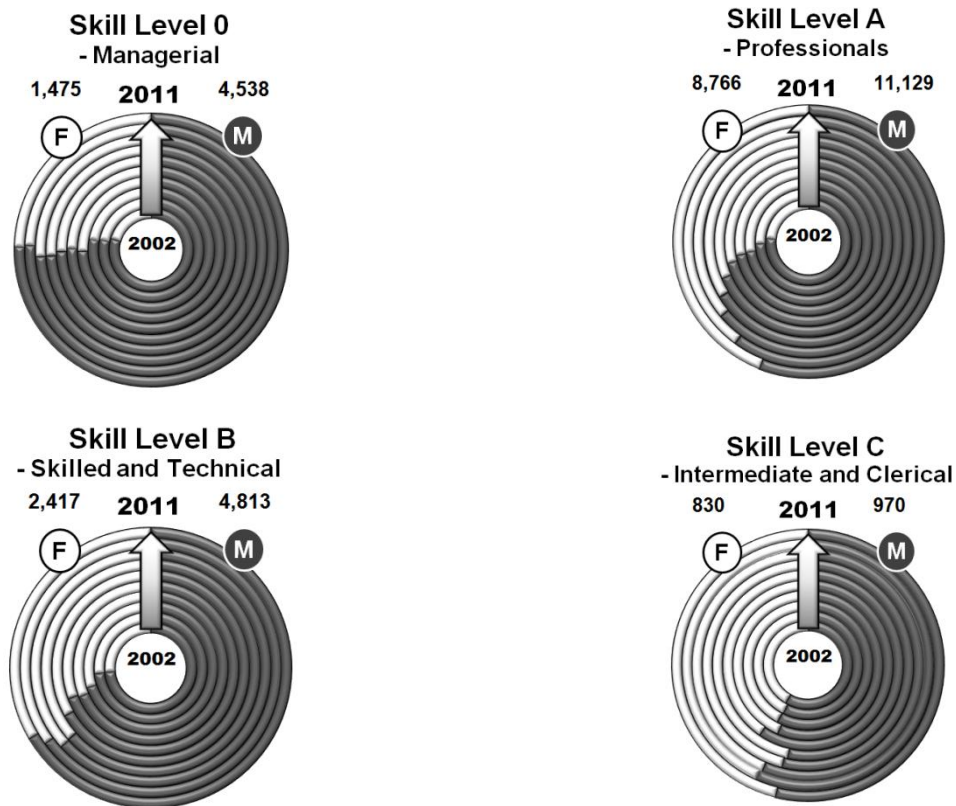 Skill Level 0
- Managerial
1,475 2011 4,538
F M
2002
Skill Level A
- Professionals
8,766 2011 11,129
F M
2002
Skill Level B
- Skilled and Technical
2,417 2011 4,813
F M
2002
Skill Level C
- Intermediate and Clerical
830 2011 970
F M
2002